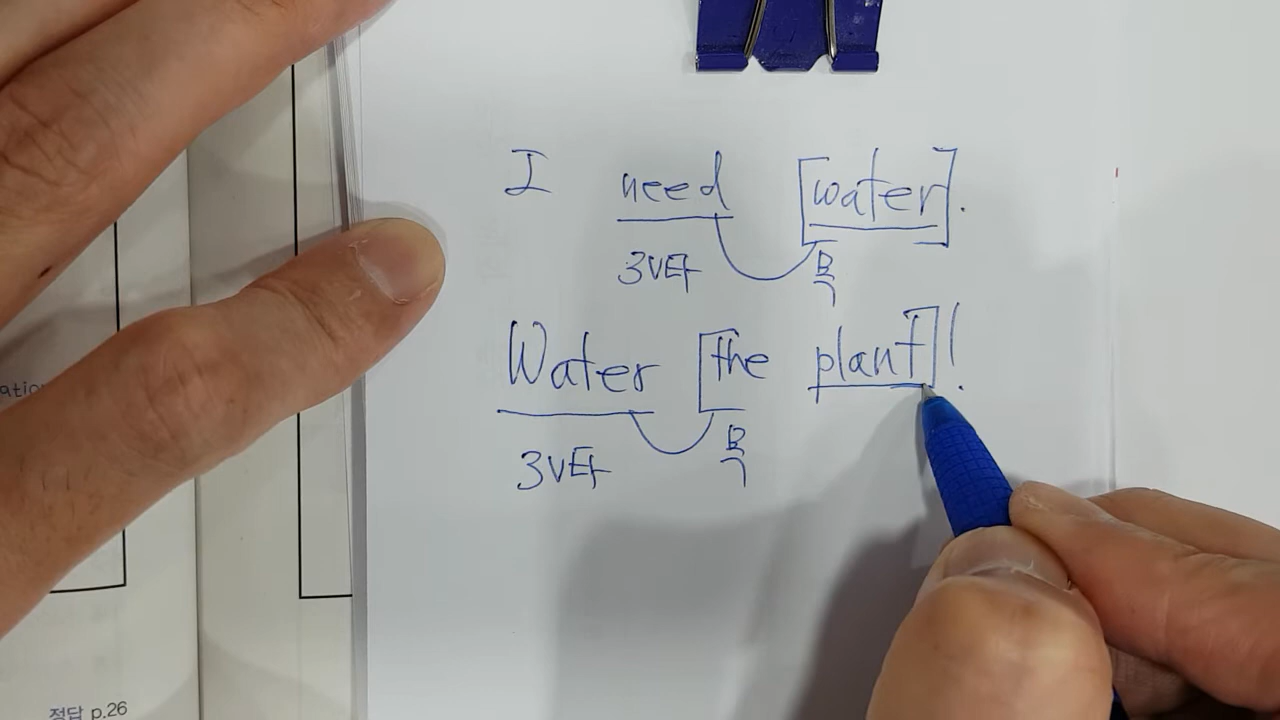 I need [water].
3V타 목
Water [the plant]!
3V타 목
정답 p.26